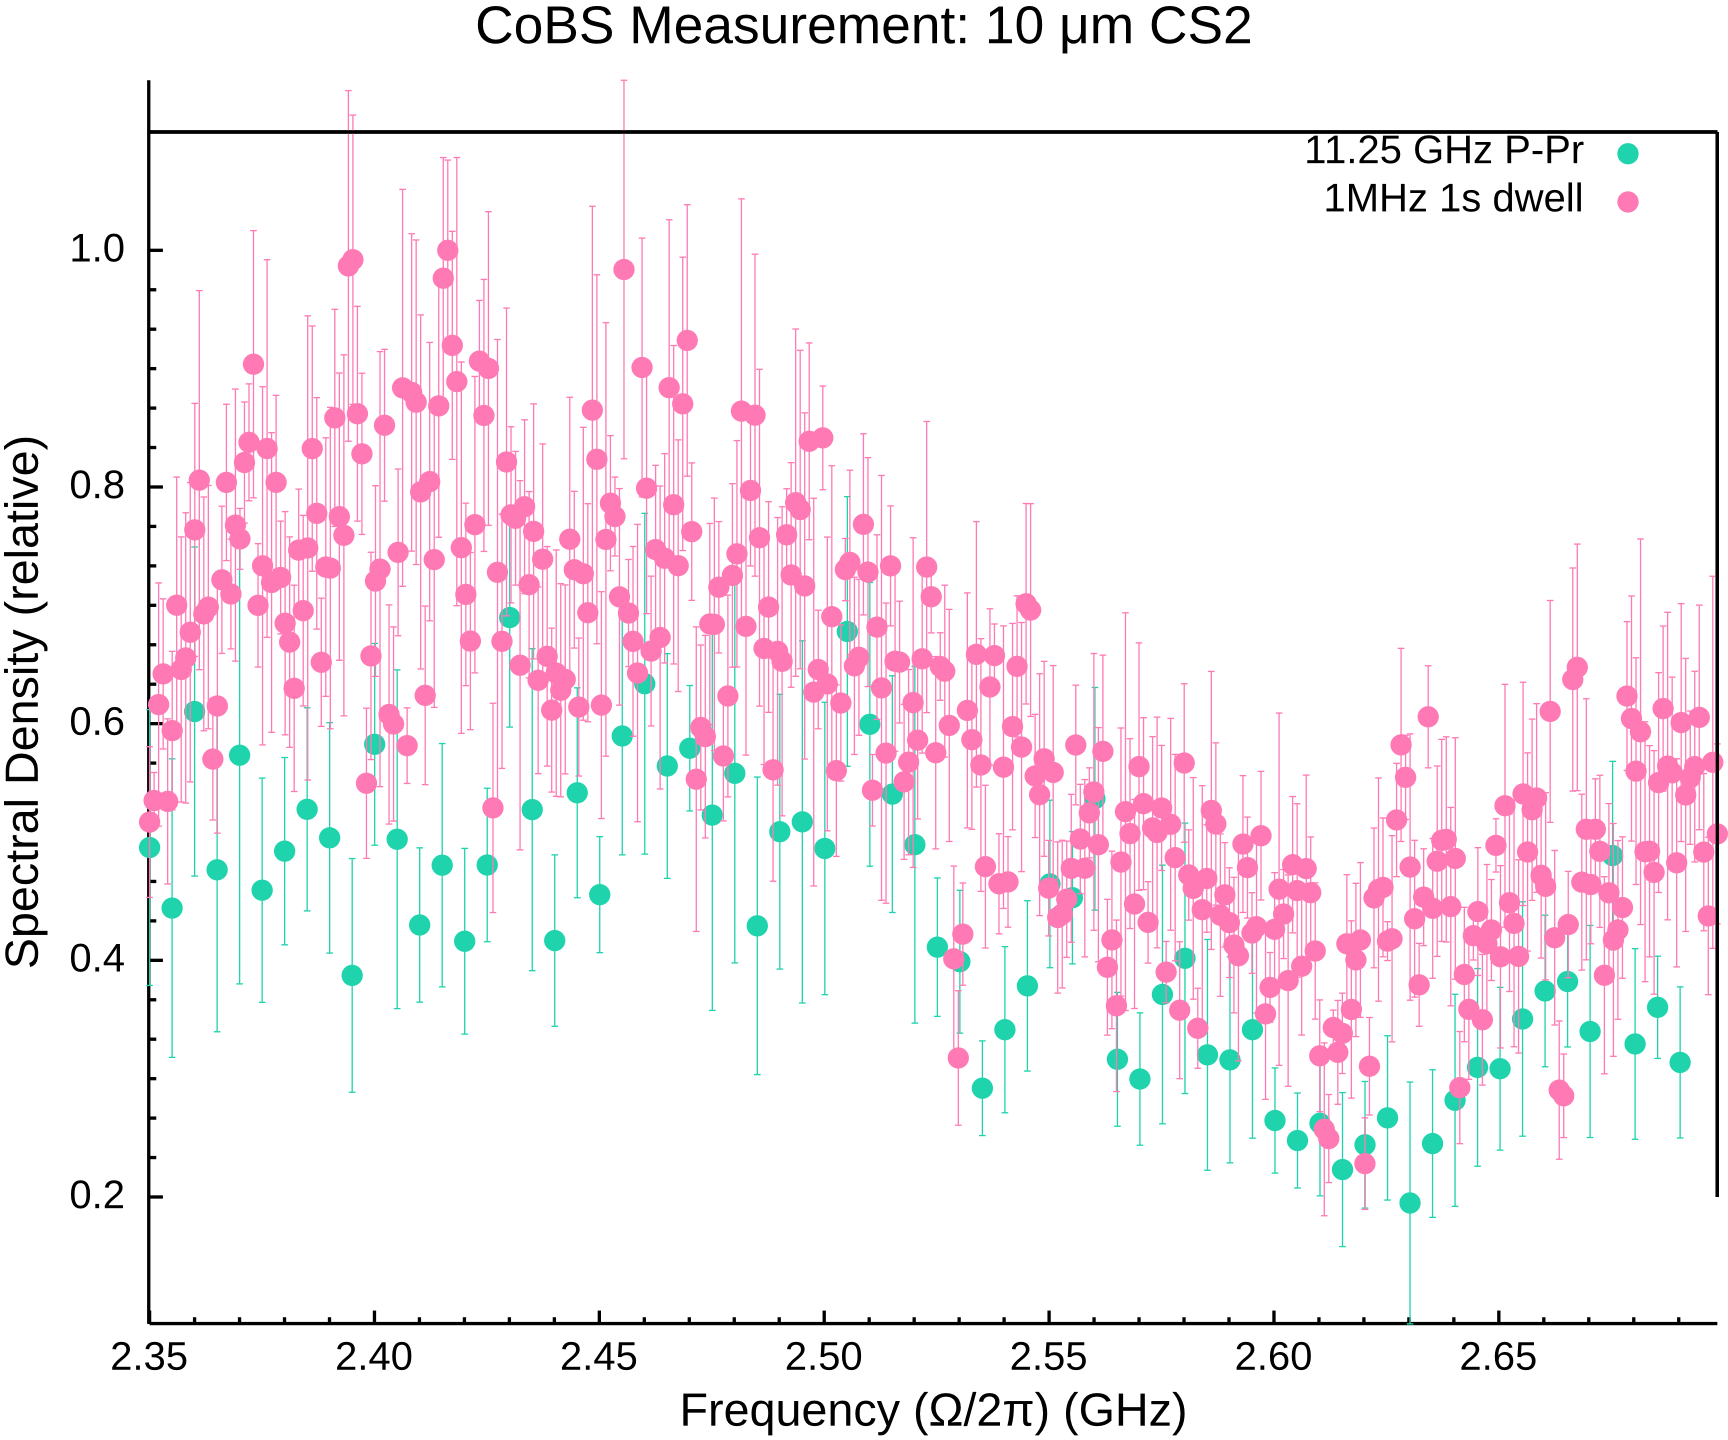 CoBS Measurement: 10 μm CS2
11.25 GHz P-Pr
1MHz 1s dwell
Spectral Density (relative)
1.0
0.8
0.6
0.4
0.2
2.35 2.40 2.45 2.50 2.55 2.60 2.65
Frequency (Ω/2π) (GHz)